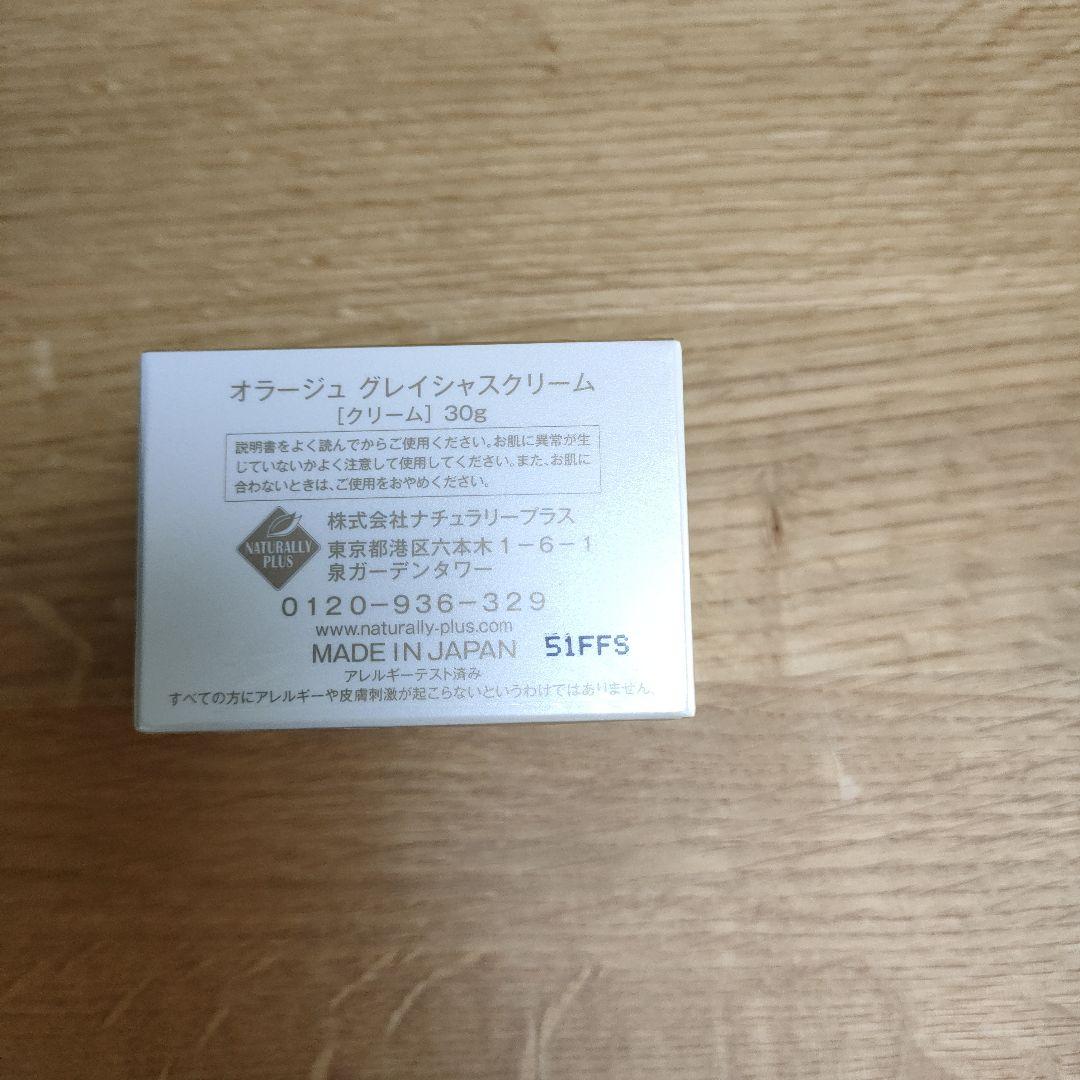 オラージュ グレイシャスクリーム
［クリーム］ 30g
説明書をよく読んでからご使用ください。お肌に異常が生
じていないかよく注意して使用してください。また、お肌に
合わないときは、ご使用をおやめください。
NATURALLY
PLUS
株式会社ナチュラリープラス
東京都港区六本木1-6-1
泉ガーデンタワー
0120-936-329
www.naturally-plus.com
MADE IN JAPAN 51FFS
アレルギーテスト済み
すべての方にアレルギーや皮膚刺激が起こらないというわけではありません。